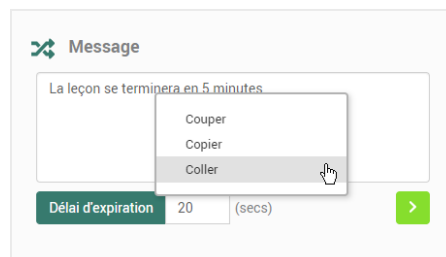 Message
La leçon se terminera en 5 minutes
Couper
Copier
Coller
Délai d'expiration 20 (secs)